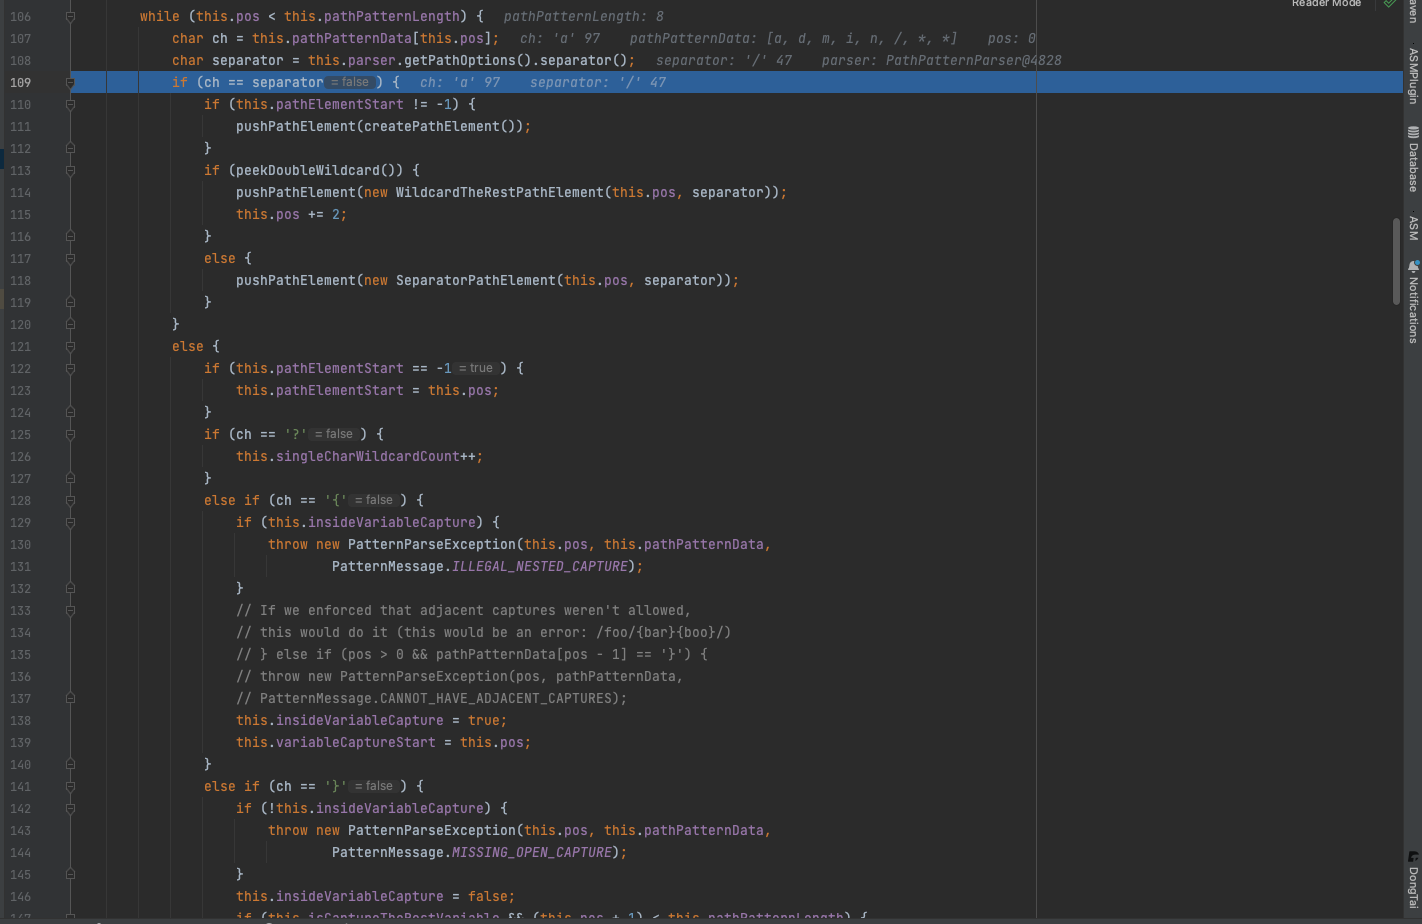 Reader Mode
106 while (this.pos < this.pathPatternLength) { pathPatternLength: 8
107 char ch = this.pathPatternData[this.pos]; ch: 'a' 97 pathPatternData: [a, d, m, i, n, /, *, *] pos: 0
108 char separator = this.parser.getPathOptions().separator(); separator: '/' 47 parser: PathPatternParser@4828
109 if (ch == separator = false ) { ch: 'a' 97 separator: '/' 47
110 if (this.pathElementStart != -1) {
111 pushPathElement(createPathElement());
112 }
113 if (peekDoubleWildcard()) {
114 pushPathElement(new WildcardTheRestPathElement(this.pos, separator));
115 this.pos += 2;
116 }
117 else {
118 pushPathElement(new SeparatorPathElement(this.pos, separator));
119 }
120 }
121 else {
122 if (this.pathElementStart == -1 = true ) {
123 this.pathElementStart = this.pos;
124 }
125 if (ch == '?' = false ) {
126 this.singleCharWildcardCount++;
127 }
128 else if (ch == '{' = false ) {
129 if (this.insideVariableCapture) {
130 throw new PatternParseException(this.pos, this.pathPatternData,
131 PatternMessage.ILLEGAL_NESTED_CAPTURE);
132 }
133 // If we enforced that adjacent captures weren't allowed,
134 // this would do it (this would be an error: /foo/{bar}{boo}/)
135 // } else if (pos > 0 && pathPatternData[pos - 1] == '}') {
136 // throw new PatternParseException(pos, pathPatternData,
137 // PatternMessage.CANNOT_HAVE_ADJACENT_CAPTURES);
138 this.insideVariableCapture = true;
139 this.variableCaptureStart = this.pos;
140 }
141 else if (ch == '}' = false ) {
142 if (!this.insideVariableCapture) {
143 throw new PatternParseException(this.pos, this.pathPatternData,
144 PatternMessage.MISSING_OPEN_CAPTURE);
145 }
146 this.insideVariableCapture = false;
147 if (this.isCaptureTheRestVariable && (this.pos + 1) < this.pathPatternLength) {
aven
ASMPlugin
Database
ASM
Notifications
DongTai